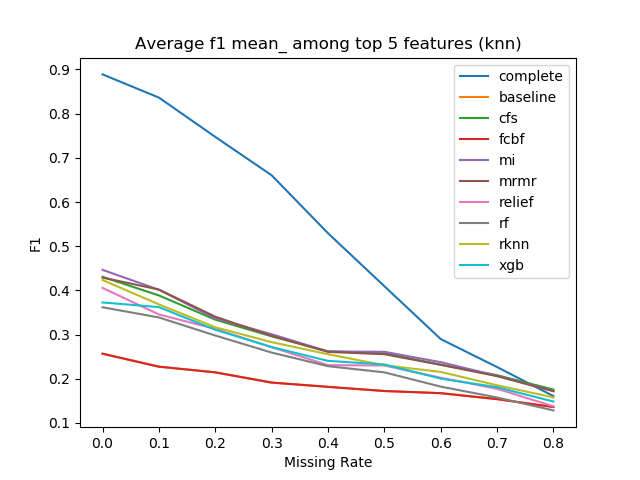 Average f1 mean_ among top 5 features (knn)
F1
0.9
0.8
0.7
0.6
0.5
0.4
0.3
0.2
0.1
complete
baseline
cfs
fcbf
mi
mrmr
relief
rf
rknn
xgb
0.0 0.1 0.2 0.3 0.4 0.5 0.6 0.7 0.8
Missing Rate